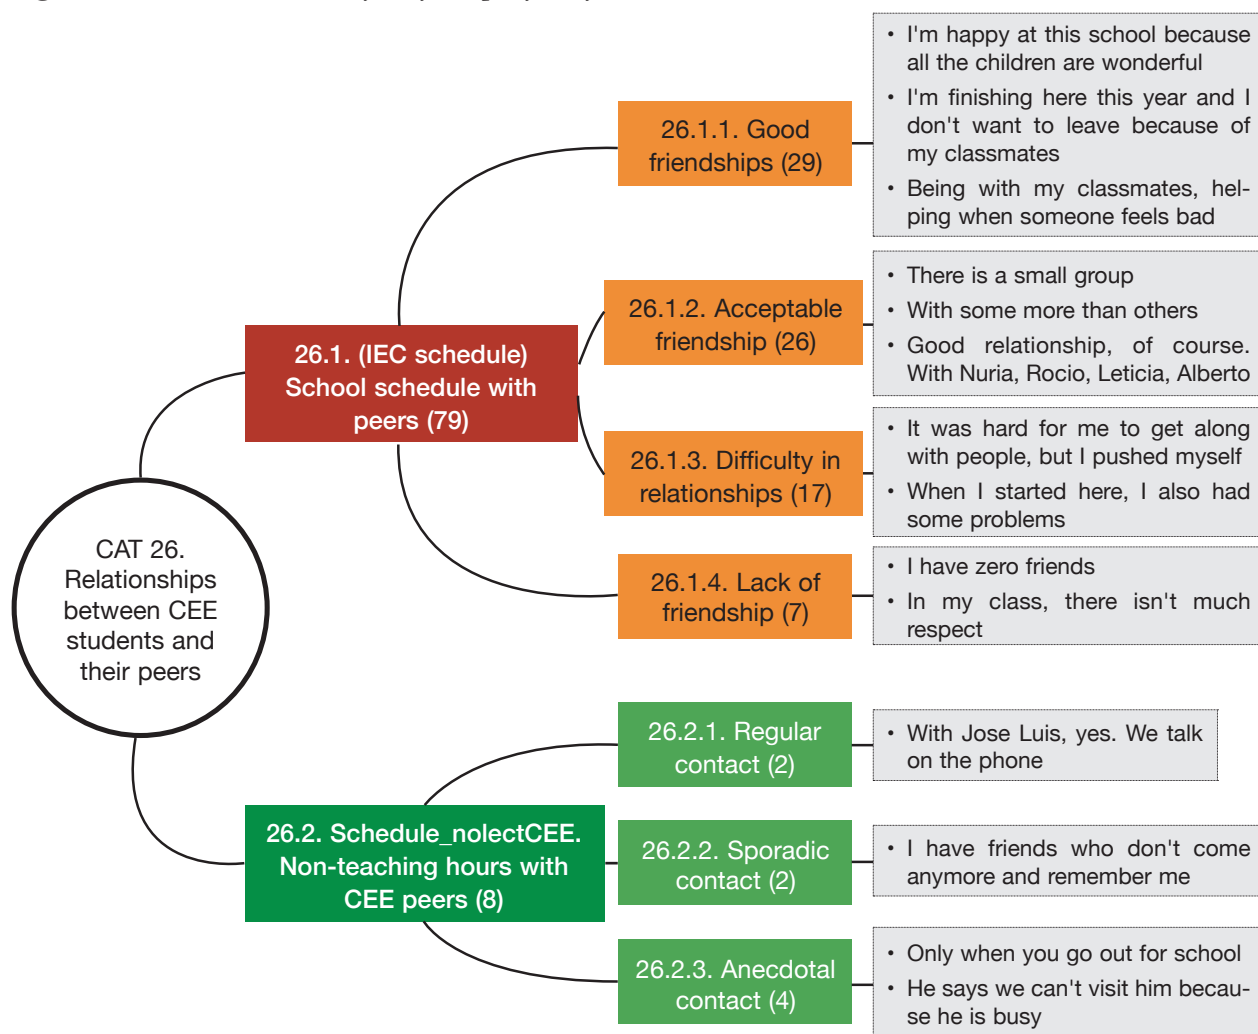 CAT 26.
Relationships
between CEE
students and
their peers
26.1. (IEC schedule)
School schedule with
peers (79)
26.1.1. Good
friendships (29)
• I'm happy at this school because
all the children are wonderful
• I'm finishing here this year and I
don't want to leave because of
my classmates
• Being with my classmates, hel-
ping when someone feels bad
26.1.2. Acceptable
friendship (26)
• There is a small group
• With some more than others
• Good relationship, of course.
With Nuria, Rocio, Leticia, Alberto
26.1.3. Difficulty in
relationships (17)
• It was hard for me to get along
with people, but I pushed myself
• When I started here, I also had
some problems
26.1.4. Lack of
friendship (7)
• I have zero friends
• In my class, there isn't much
respect
26.2. Schedule_nolectCEE.
Non-teaching hours with
CEE peers (8)
26.2.1. Regular
contact (2)
• With Jose Luis, yes. We talk
on the phone
26.2.2. Sporadic
contact (2)
• I have friends who don't come
anymore and remember me
26.2.3. Anecdotal
contact (4)
• Only when you go out for school
• He says we can't visit him becau-
se he is busy